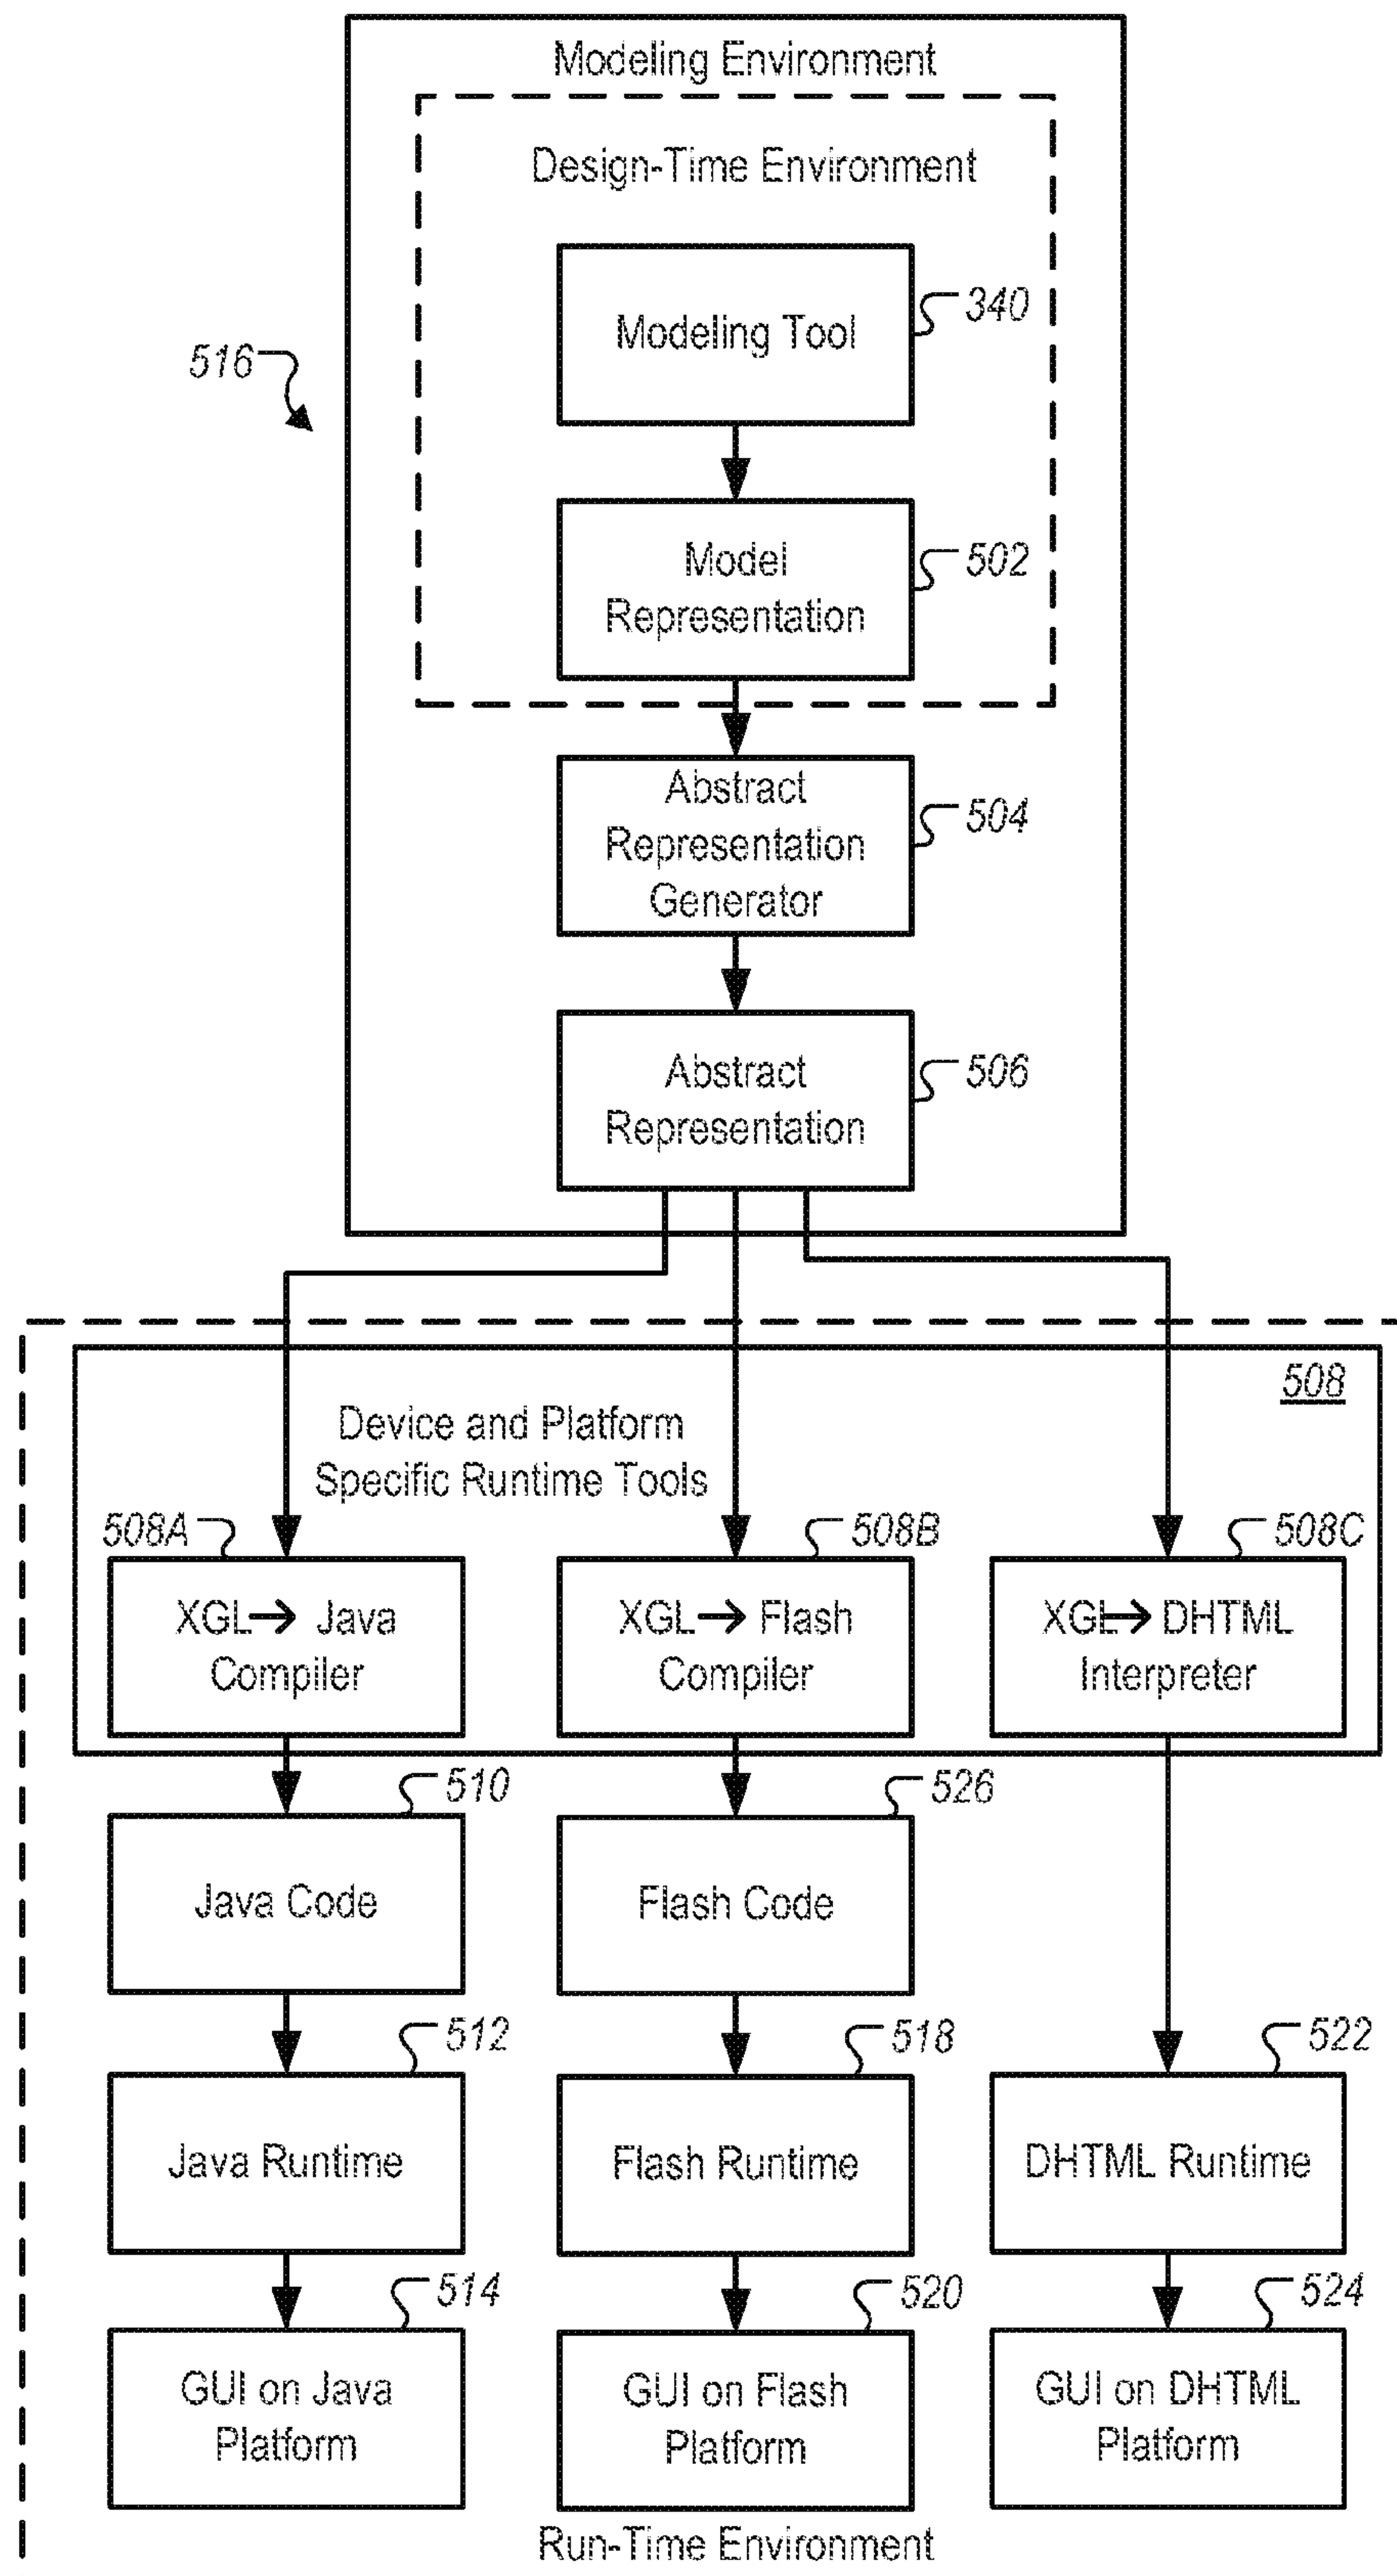 Modeling Environment
Design-Time Environment
Modeling Tool
340
516
Model
Representation
502
Abstract
Representation
Generator
504
Abstract
Representation
506
508
Device and Platform
Specific Runtime Tools
508A
508B
508C
XGL→ Java
Compiler
XGL→ Flash
Compiler
XGL→ DHTML
Interpreter
510
526
Java Code
Flash Code
512
518
522
Java Runtime
Flash Runtime
DHTML Runtime
514
520
524
GUI on Java
Platform
GUI on Flash
Platform
GUI on DHTML
Platform
Run-Time Environment